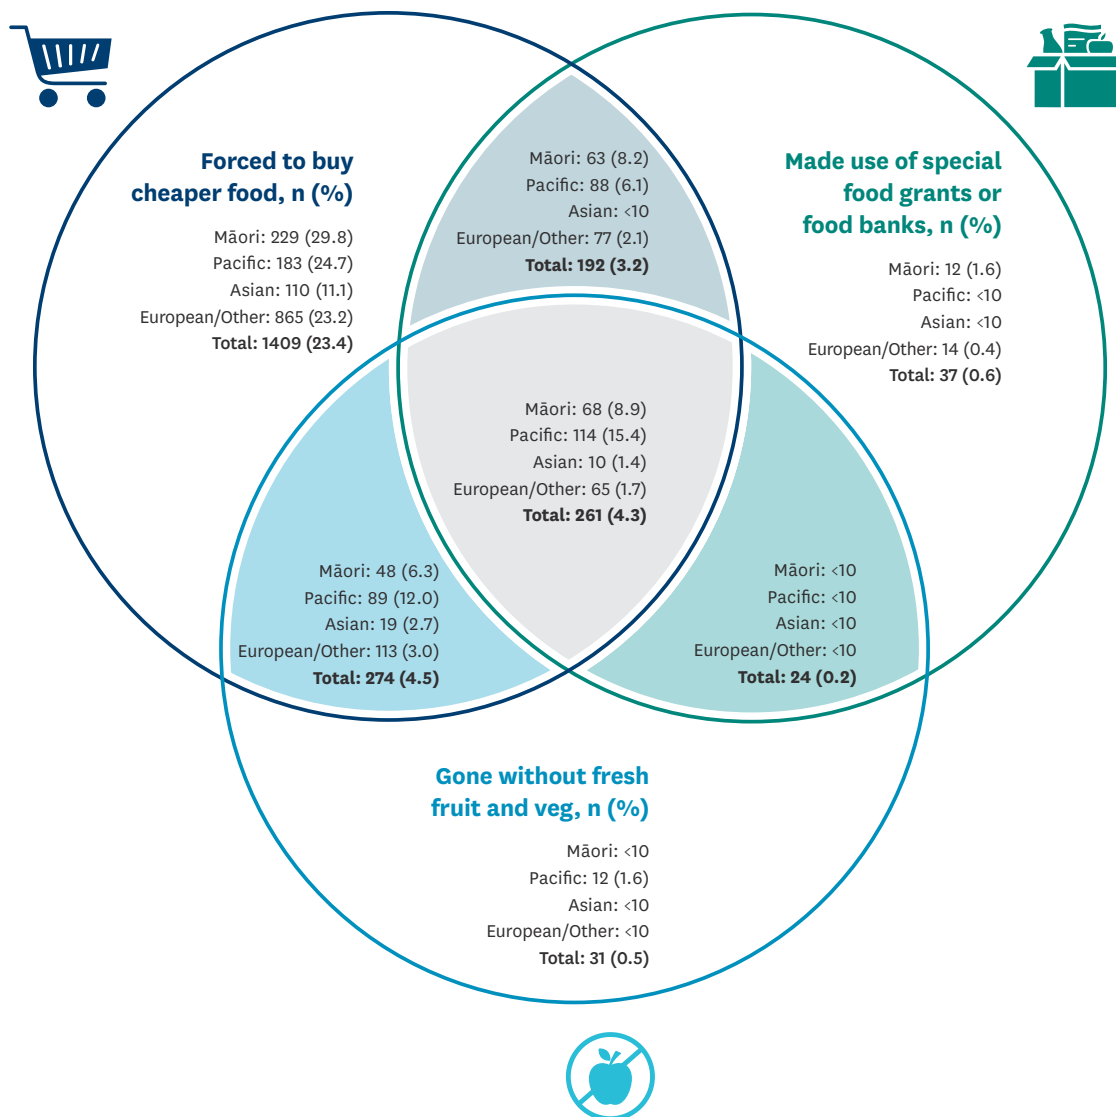 Forced to buy
cheaper food, n (%)
Māori: 229 (29.8)
Pacific: 183 (24.7)
Asian: 110 (11.1)
European/Other: 865 (23.2)
Total: 1409 (23.4)
Māori: 63 (8.2)
Pacific: 88 (6.1)
Asian: <10
European/Other: 77 (2.1)
Total: 192 (3.2)
Made use of special
food grants or
food banks, n (%)
Māori: 12 (1.6)
Pacific: <10
Asian: <10
European/Other: 14 (0.4)
Total: 37 (0.6)
Māori: 68 (8.9)
Pacific: 114 (15.4)
Asian: 10 (1.4)
European/Other: 65 (1.7)
Total: 261 (4.3)
Māori: 48 (6.3)
Pacific: 89 (12.0)
Asian: 19 (2.7)
European/Other: 113 (3.0)
Total: 274 (4.5)
Māori: <10
Pacific: <10
Asian: <10
European/Other: <10
Total: 24 (0.2)
Gone without fresh
fruit and veg, n (%)
Māori: <10
Pacific: 12 (1.6)
Asian: <10
European/Other: <10
Total: 31 (0.5)